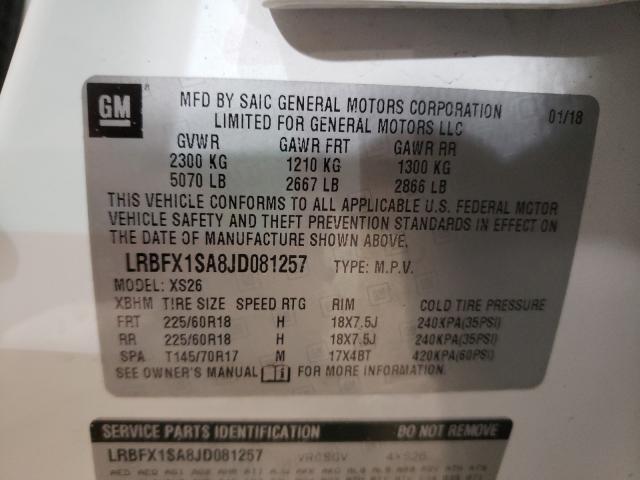 GM
MFD BY SAIC GENERAL MOTORS CORPORATION
LIMITED FOR GENERAL MOTORS LLC
01/18
GVWR GAWR FRT GAWR RR
2300 KG 1210 KG 1300 KG
5070 LB 2667 LB 2866 LB
THIS VEHICLE CONFORMS TO ALL APPLICABLE U.S. FEDERAL MOTOR
VEHICLE SAFETY AND THEFT PREVENTION STANDARDS IN EFFECT ON
THE DATE OF MANUFACTURE SHOWN ABOVE.
LRBFX1SA8JD081257 TYPE: M.P.V.
MODEL: XS26
XBHM TIRE SIZE SPEED RTG RIM COLD TIRE PRESSURE
FRT 225/60R18 H 18X7.5J 240KPA(35PSI)
RR 225/60R18 H 18X7.5J 240KPA(35PSI)
SPA T145/70R17 M 17X4BT 420KPA(60PSI)
SEE OWNER'S MANUAL FOR MORE INFORMATION
SERVICE PARTS IDENTIFICATION DO NOT REMOVE
LRBFX1SA8JD081257 4XS26